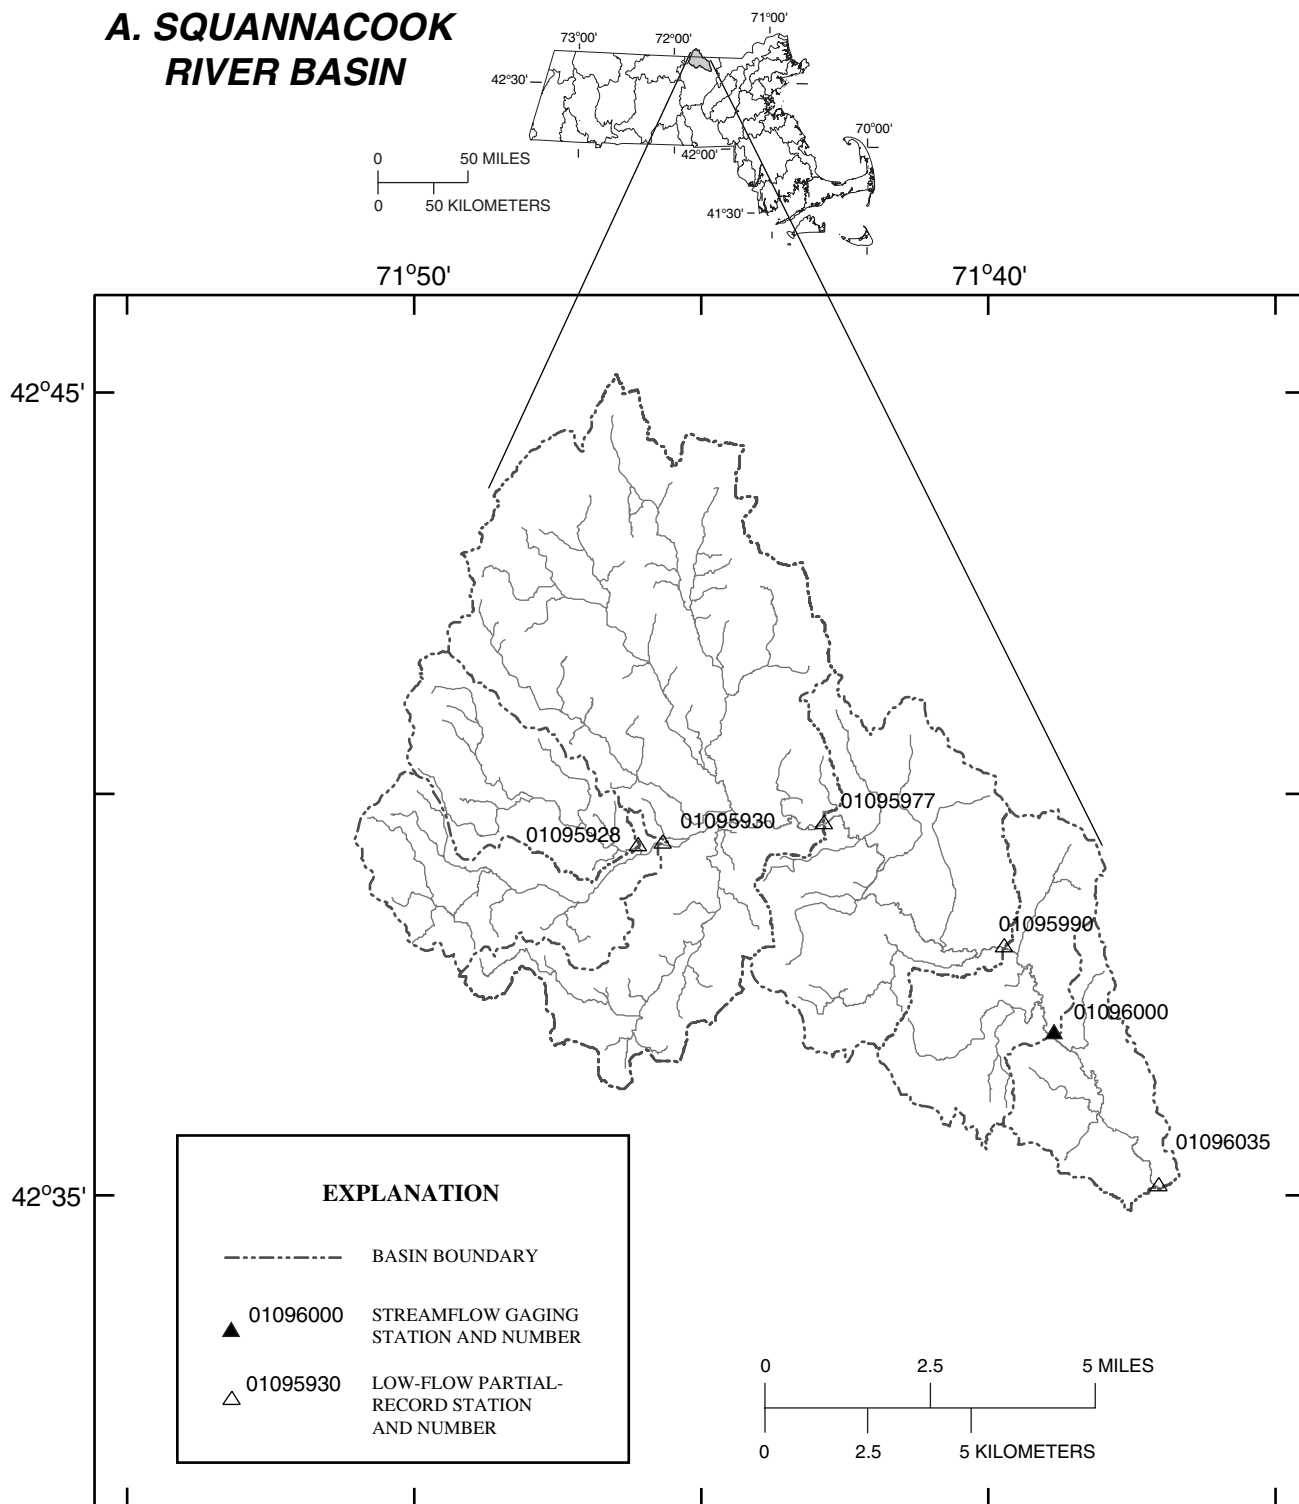 A. SQUANNACOOK
RIVER BASIN
73°00'
72°00'
71°00'
42°30'
70°00'
42°00'
41°30'
0 50 MILES
0 50 KILOMETERS
71°50'
71°40'
42°45'
01095977
01095930
01095928
01095990
01096000
01096035
42°35'
EXPLANATION
BASIN BOUNDARY
01096000 STREAMFLOW GAGING
STATION AND NUMBER
01095930 LOW-FLOW PARTIAL-
RECORD STATION
AND NUMBER
0 2.5 5 MILES
0 2.5 5 KILOMETERS